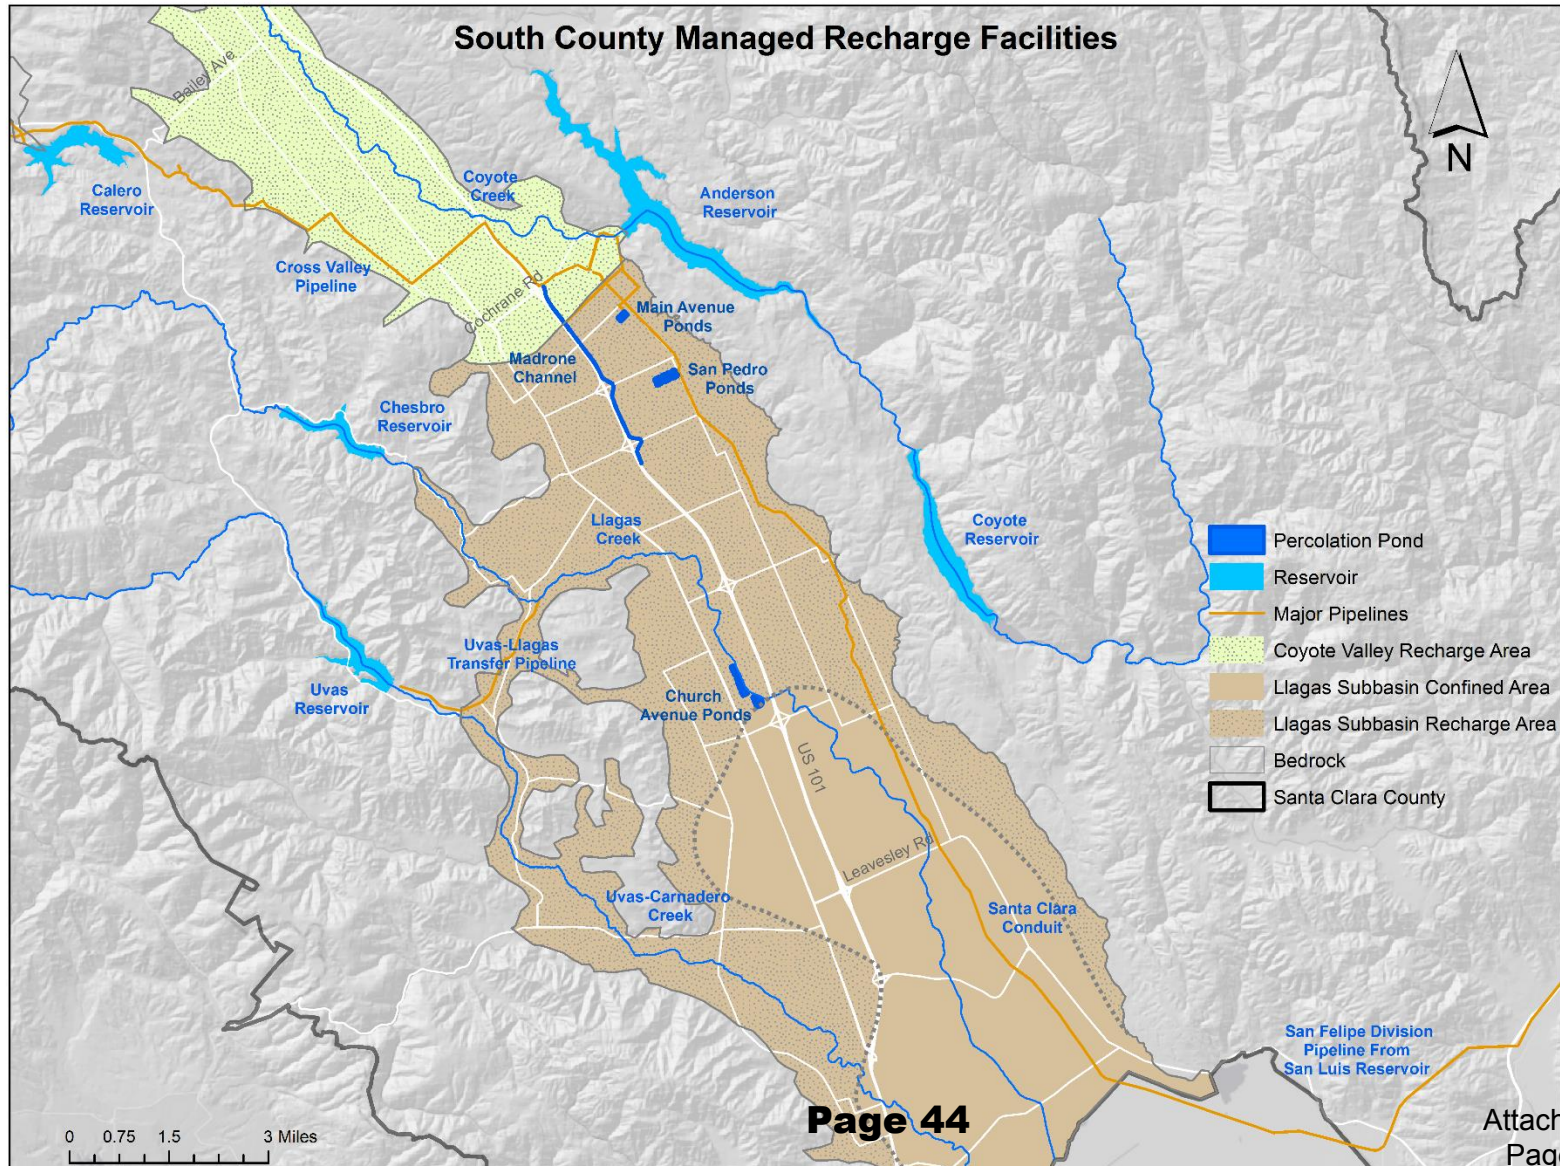 South County Managed Recharge Facilities
Bailey Ave
N
Calero
Reservoir
Coyote
Creek
Anderson
Reservoir
Cross Valley
Pipeline
Cochrane Rd
Main Avenue
Ponds
Madrone
Channel
San Pedro
Ponds
Chesbro
Reservoir
Llagas
Creek
Coyote
Reservoir
Percolation Pond
Reservoir
Major Pipelines
Coyote Valley Recharge Area
Llagas Subbasin Confined Area
Llagas Subbasin Recharge Area
Bedrock
Santa Clara County
Uvas-Llagas
Transfer Pipeline
Uvas
Reservoir
Church
Avenue Ponds
US 101
Leavesley Rd
Uvas-Carnadero
Creek
Santa Clara
Conduit
San Felipe Division
Pipeline From
San Luis Reservoir
Page 44
0 0.75 1.5 3 Miles
Attach
Page